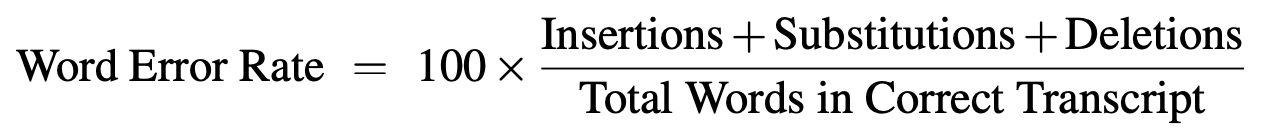 Word Error Rate = 100 × Insertions + Substitutions + Deletions
Total Words in Correct Transcript